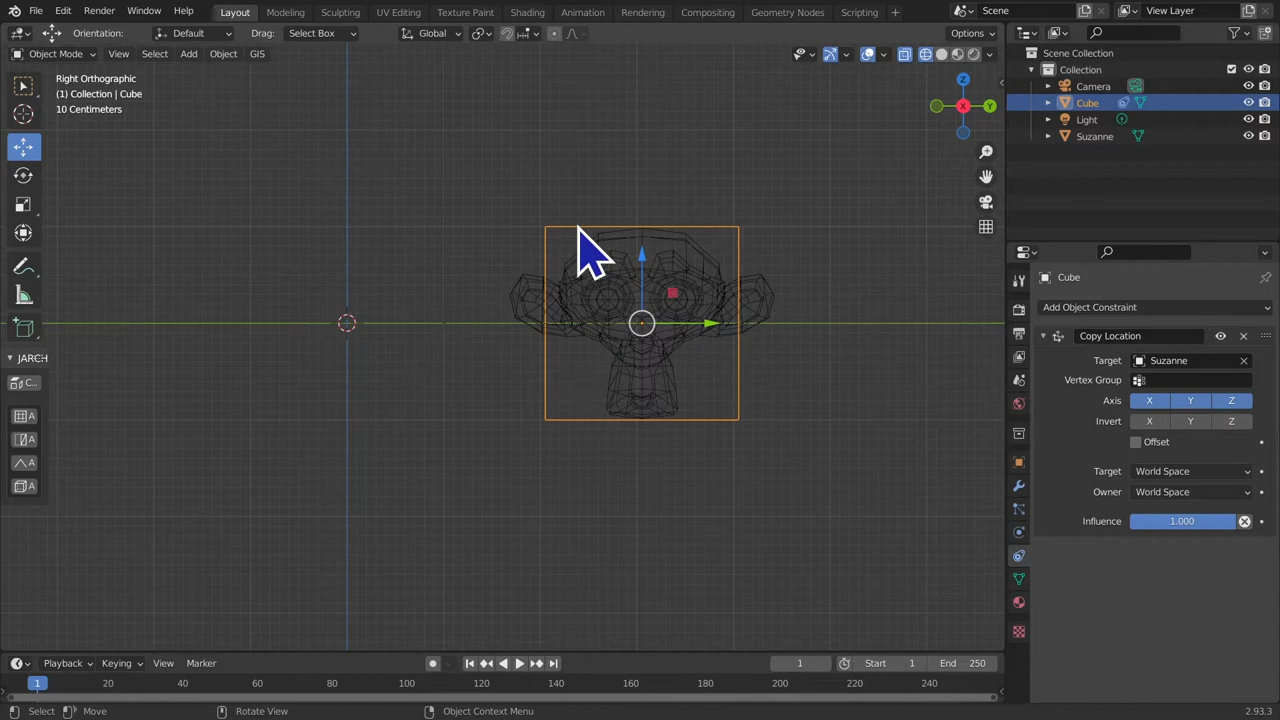 File Edit Render Window Help Layout Modeling Sculpting UV Editing Texture Paint Shading Animation Rendering Compositing Geometry Nodes Scripting + Scene View Layer
Orientation: Default Drag: Select Box Global Options
Object Mode View Select Add Object GIS
Right Orthographic
(1) Collection | Cube
10 Centimeters
Z
X
Y
JARCH
C...
A
A
A
A
Scene Collection
Collection
Camera
Cube
Light
Suzanne
Cube
Add Object Constraint
Copy Location
Target Suzanne
Vertex Group
Axis X Y Z
Invert X Y Z
Offset
Target World Space
Owner World Space
Influence 1.000
Playback Keying View Marker 1 Start 1 End 250
1 20 40 60 80 100 120 140 160 180 200 220 240
Select Move Rotate View Object Context Menu 2.93.3